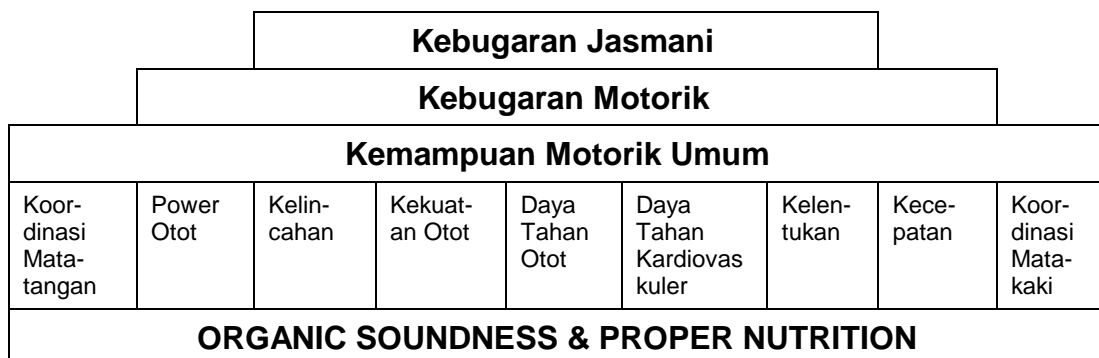 Kebugaran Jasmani
Kebugaran Motorik
Kemampuan Motorik Umum
Koor-
dinasi
Mata-
tangan
Power
Otot
Kelin-
cahan
Kekuat-
an Otot
Daya
Tahan
Otot
Daya
Tahan
Kardiovas
kuler
Kelen-
tukan
Kece-
patan
Koor-
dinasi
Mata-
kaki
ORGANIC SOUNDNESS & PROPER NUTRITION